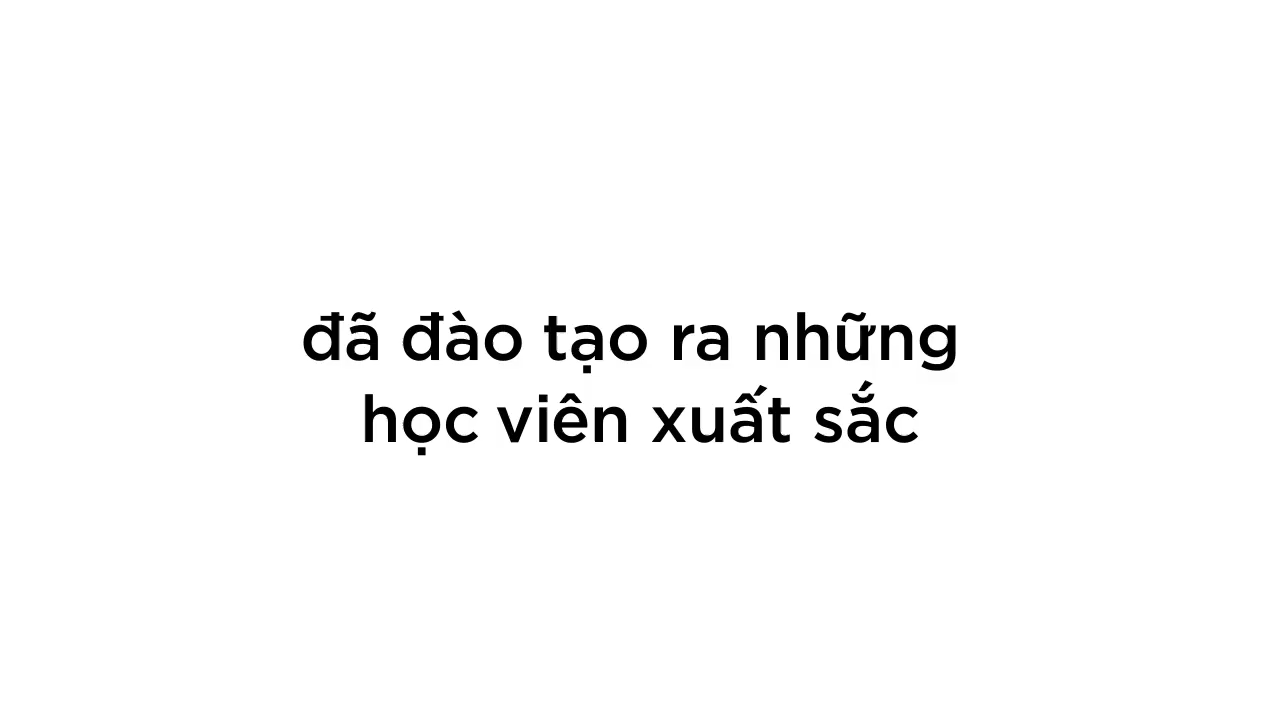 đã đào tạo ra những
học viên xuất sắc